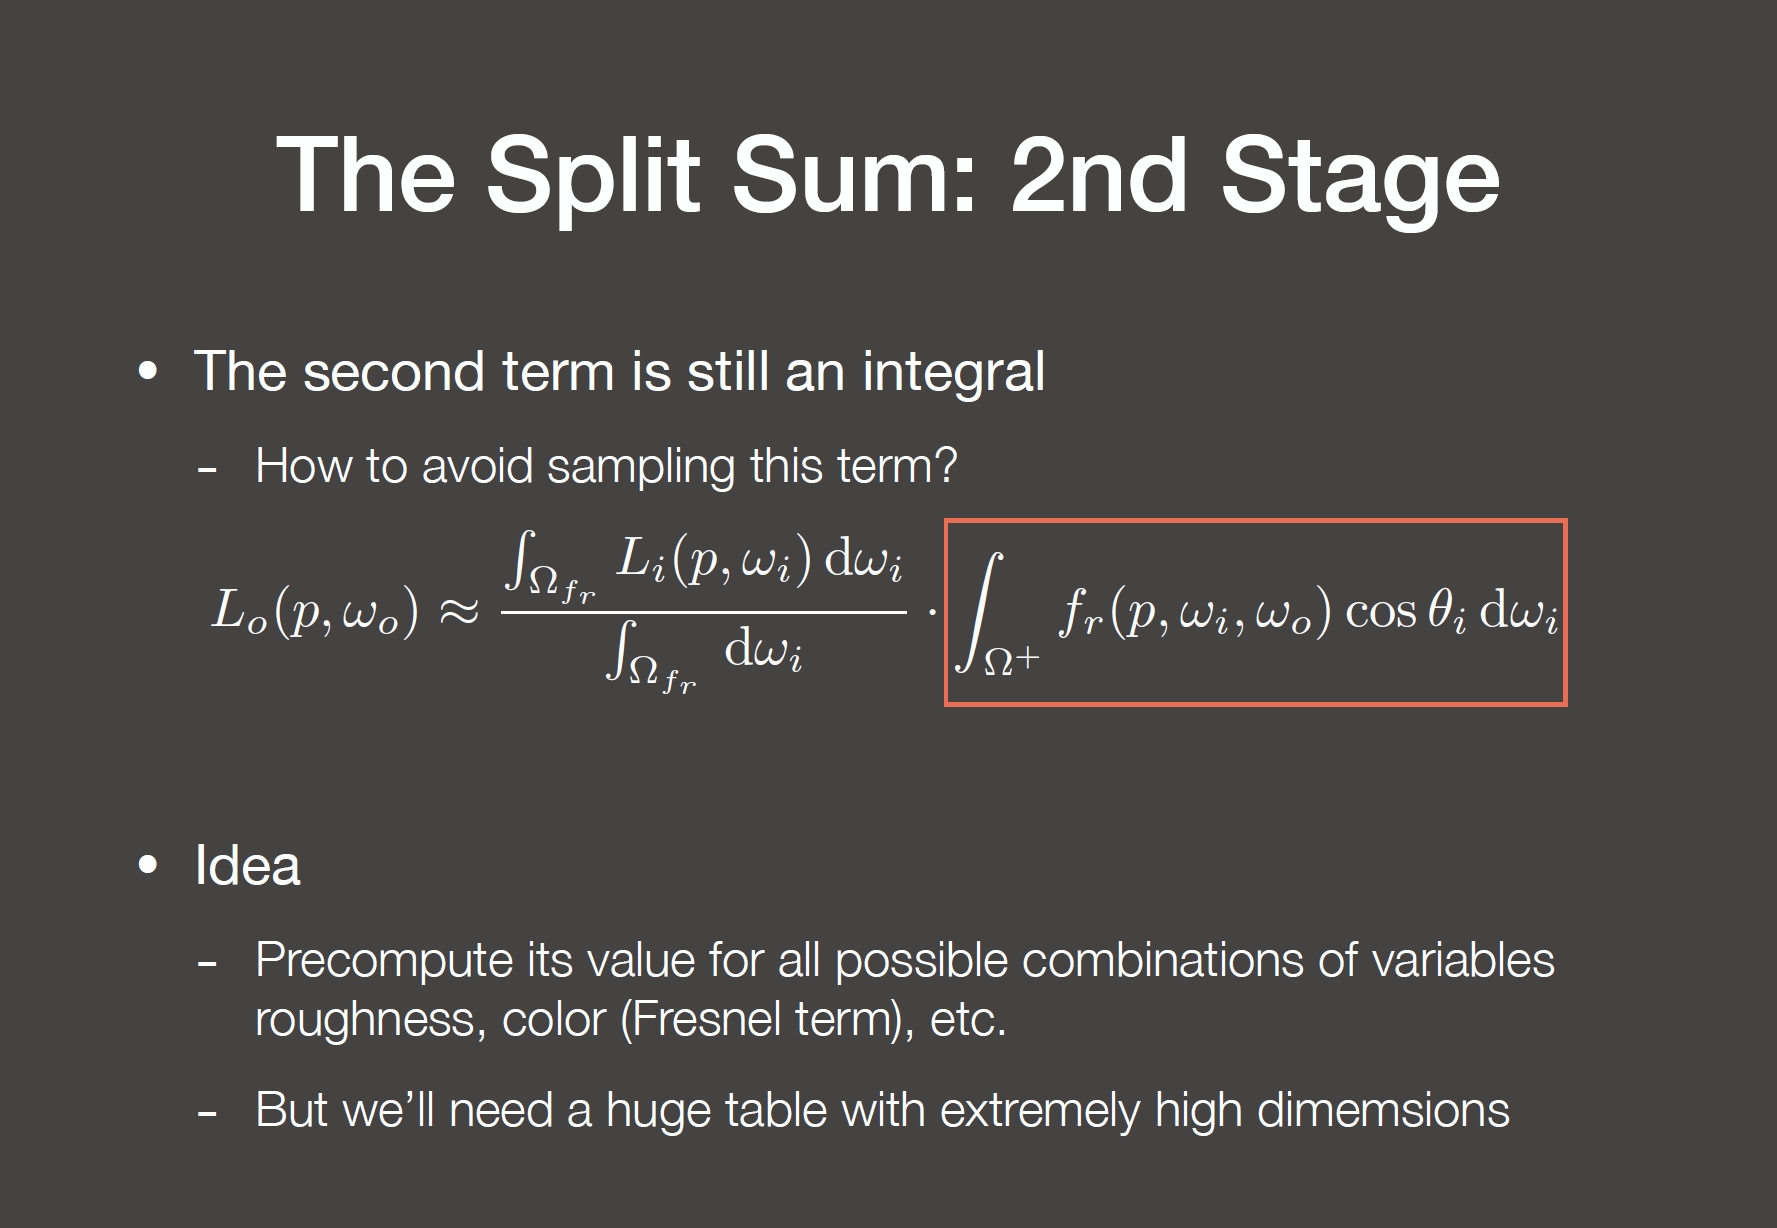 The Split Sum: 2nd Stage
• The second term is still an integral
- How to avoid sampling this term?
$L_o(p, \omega_o) \approx \frac{\int_{\Omega_{f_r}} L_i(p, \omega_i) \, \mathrm{d}\omega_i}{\int_{\Omega_{f_r}} \mathrm{d}\omega_i} \cdot \int_{\Omega^+} f_r(p, \omega_i, \omega_o) \cos\theta_i \, \mathrm{d}\omega_i$
• Idea
- Precompute its value for all possible combinations of variables
roughness, color (Fresnel term), etc.
- But we’ll need a huge table with extremely high dimemsions